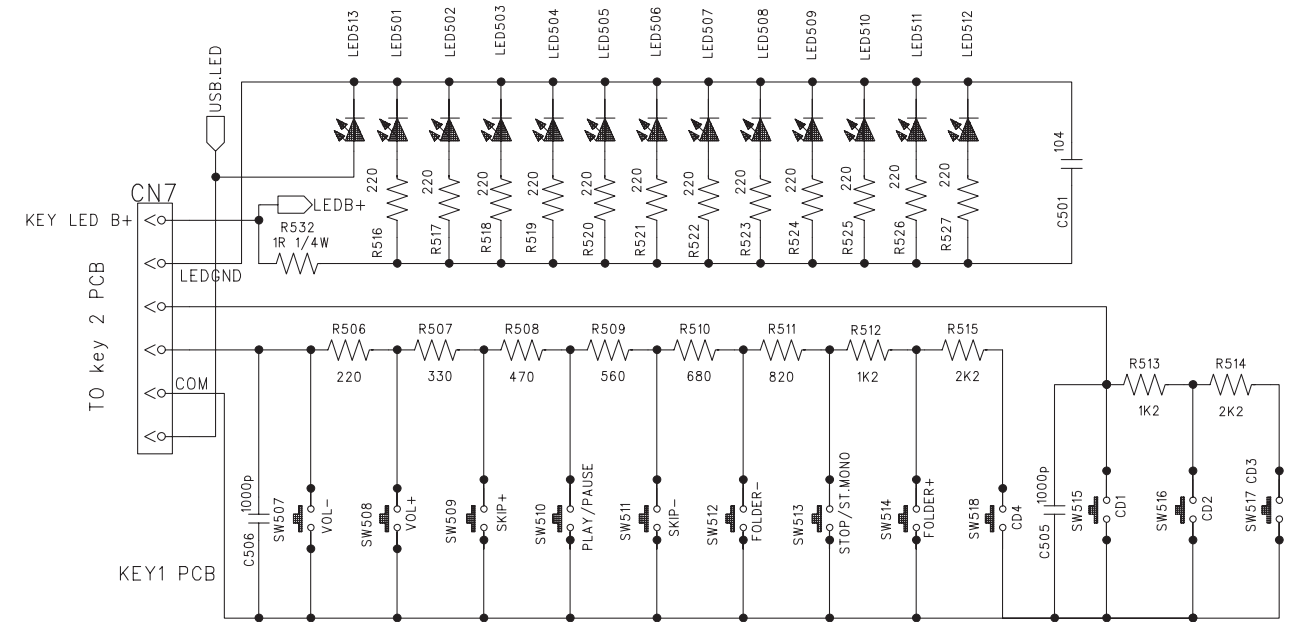 LED513
LED501
LED502
LED503
LED504
LED505
LED506
LED507
LED508
LED509
LED510
LED511
LED512
USB.LED
CN7
KEY LED B+
LEDB+
R532
1R 1/4W
LEDGND
220
R516
220
R517
220
R518
220
R519
220
R520
220
R521
220
R522
220
R523
220
R524
220
R525
220
R526
220
R527
104
C501
TO key 2 PCB
COM
R506
220
R507
330
R508
470
R509
560
R510
680
R511
820
R512
1K2
R515
2K2
R513
1K2
R514
2K2
1000p
C506
SW507
VOL-
SW508
VOL+
SW509
SKIP+
SW510
PLAY/PAUSE
SW511
SKIP-
SW512
FOLDER-
SW513
STOP/ST.MONO
SW514
FOLDER+
SW518
CD4
1000p
C505
SW515
CD1
SW516
CD2
SW517 CD3
KEY1 PCB